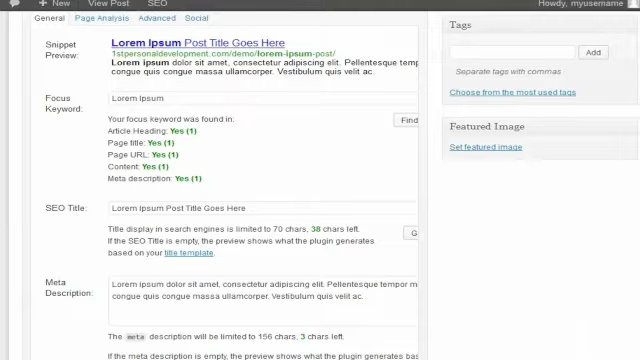 New View Post SEO Howdy, myusername
General Page Analysis Advanced Social
Snippet Preview:
Lorem Ipsum Post Title Goes Here
1stpersonaldevelopment.com/demo/lorem-ipsum-post/
Lorem ipsum dolor sit amet, consectetur adipiscing elit. Pellentesque temp
congue quis congue massa ullamcorper. Vestibulum quis velit ac.
Focus Keyword:
Lorem Ipsum
Your focus keyword was found in: Find
Article Heading: Yes (1)
Page title: Yes (1)
Page URL: Yes (1)
Content: Yes (1)
Meta description: Yes (1)
SEO Title:
Lorem Ipsum Post Title Goes Here
Title display in search engines is limited to 70 chars, 38 chars left. G
If the SEO Title is empty, the preview shows what the plugin generates
based on your title template.
Meta Description:
Lorem ipsum dolor sit amet, consectetur adipiscing elit. Pellentesque tempor m
congue quis congue massa ullamcorper. Vestibulum quis velit ac.
The meta description will be limited to 156 chars, 3 chars left.
If the meta description is empty, the preview shows what the plugin generates
Tags
Add
Separate tags with commas
Choose from the most used tags
Featured Image
Set featured image